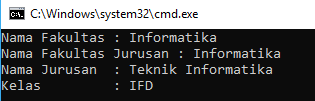 C:\Windows\system32\cmd.exe
Nama Fakultas : Informatika
Nama Fakultas Jurusan : Informatika
Nama Jurusan  : Teknik Informatika
Kelas         : IFD